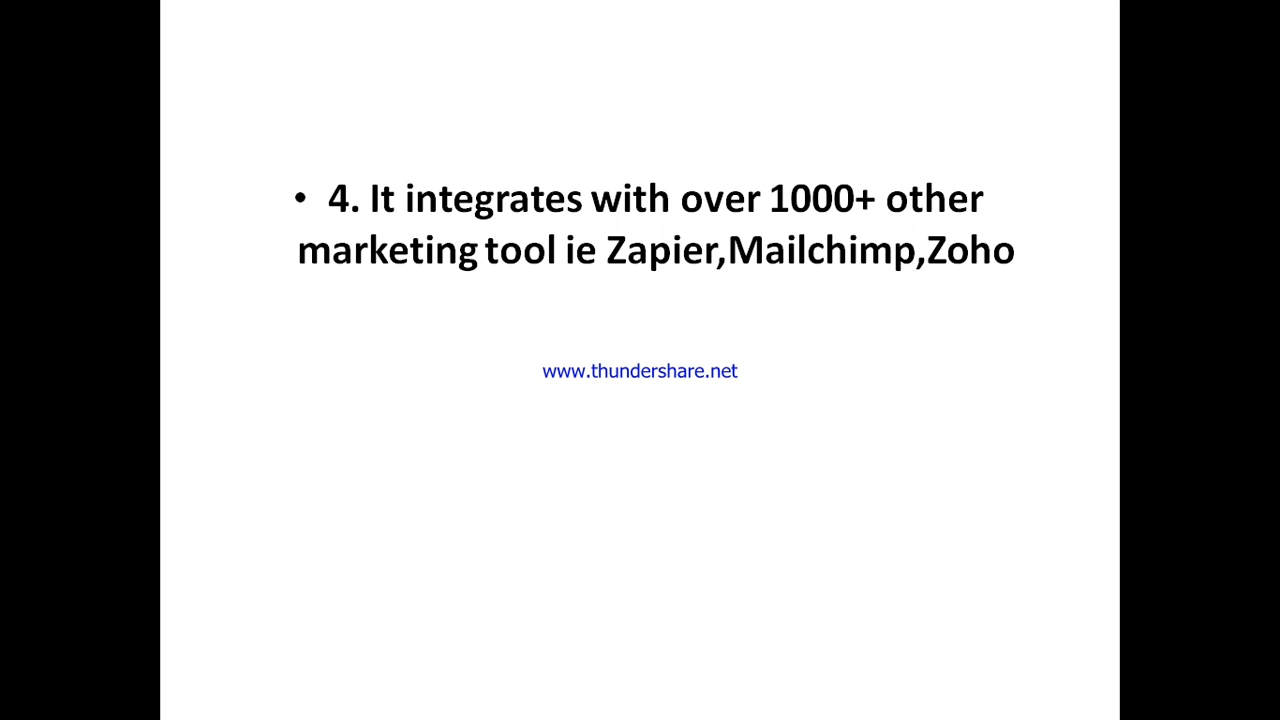 • 4. It integrates with over 1000+ other
marketing tool ie Zapier,Mailchimp,Zoho
www.thundershare.net